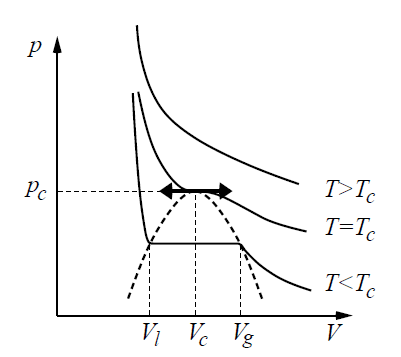 p
p_c
T>T_c
T=T_c
T<T_c
V_l V_c V_g V